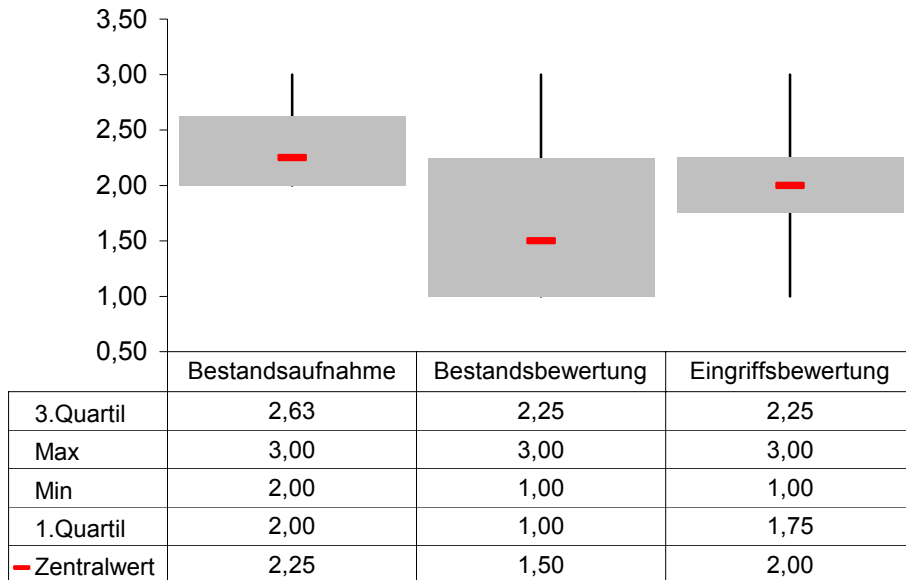 3,50
3,00
2,50
2,00
1,50
1,00
0,50
Bestandsaufnahme Bestandsbewertung Eingriffsbewertung
3.Quartil 2,63 2,25 2,25
Max 3,00 3,00 3,00
Min 2,00 1,00 1,00
1.Quartil 2,00 1,00 1,75
Zentralwert 2,25 1,50 2,00